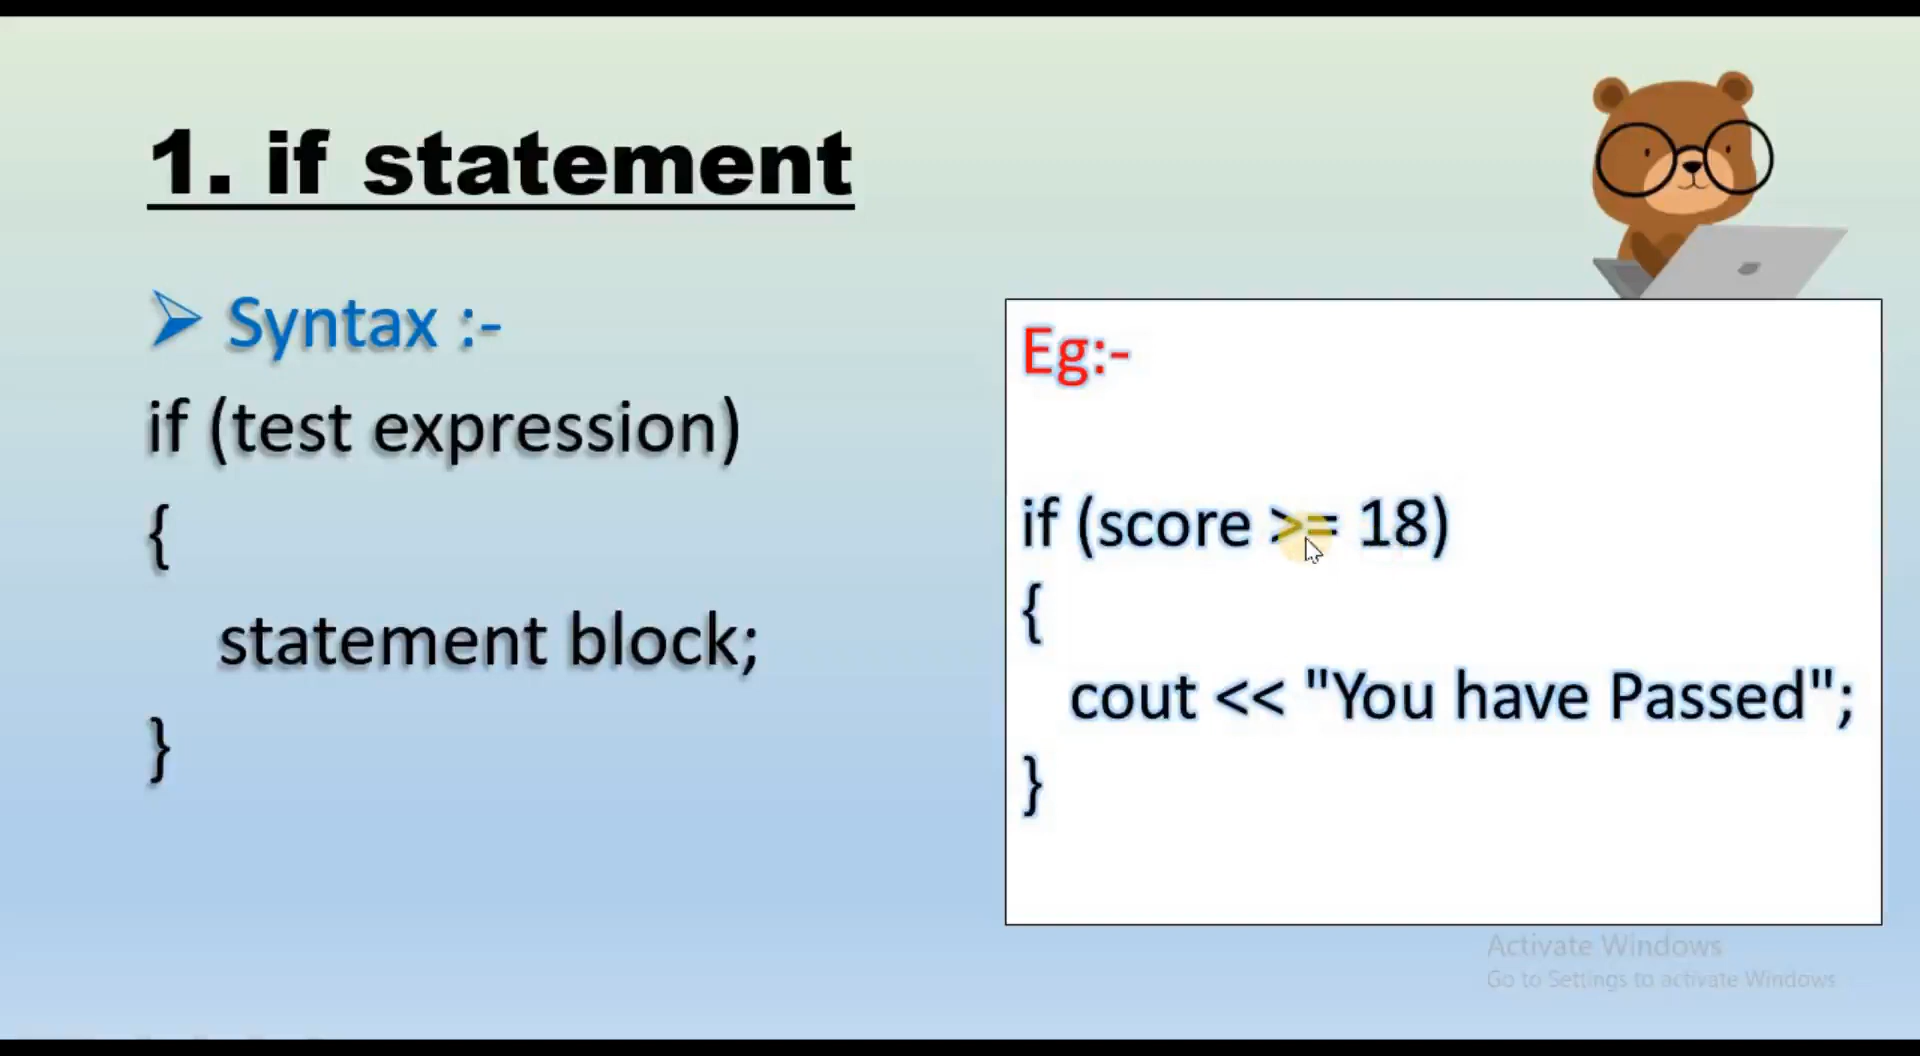 1. if statement
Syntax :-
if (test expression)
{
statement block;
}
Eg:-
if (score >= 18)
{
cout << "You have Passed";
}
Activate Windows
Go to Settings to activate Windows